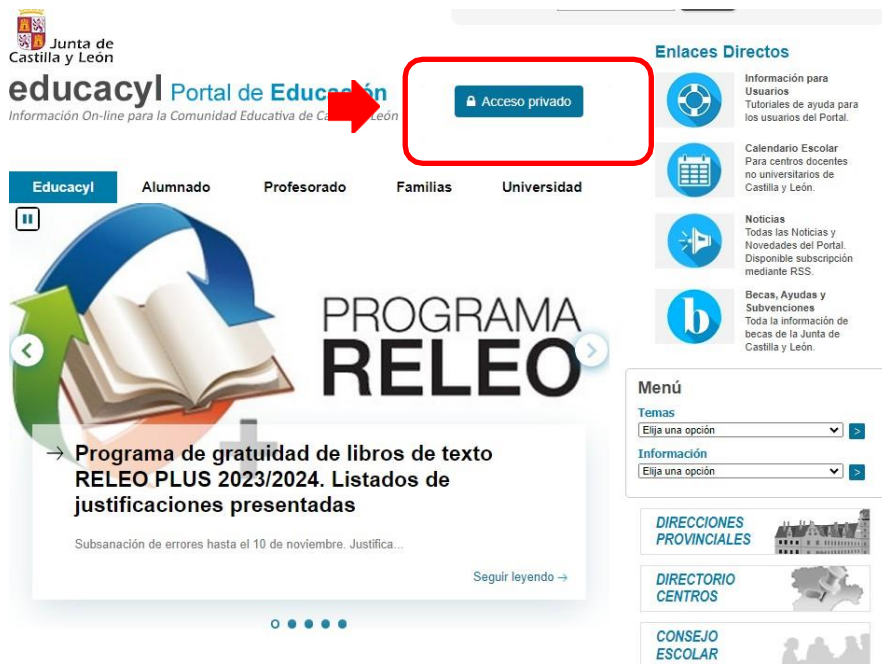 Junta de
Castilla y León
educacyl Portal de Educación
Información On-line para la Comunidad Educativa de Castilla y León
Acceso privado
Educacyl
Alumnado
Profesorado
Familias
Universidad
PROGRAMA
RELEO
→ Programa de gratuidad de libros de texto
RELEO PLUS 2023/2024. Listados de
justificaciones presentadas
Subsanación de errores hasta el 10 de noviembre. Justifica...
Seguir leyendo →
Enlaces Directos
Información para
Usuarios
Tutoriales de ayuda para
los usuarios del Portal.
Calendario Escolar
Para centros docentes
no universitarios de
Castilla y León.
Noticias
Todas las Noticias y
Novedades del Portal.
Disponible subscripción
mediante RSS.
b
Becas, Ayudas y
Subvenciones
Toda la información de
becas de la Junta de
Castilla y León.
Menú
Temas
Elija una opción >
Información
Elija una opción >
DIRECCIONES
PROVINCIALES
DIRECTORIO
CENTROS
CONSEJO
ESCOLAR